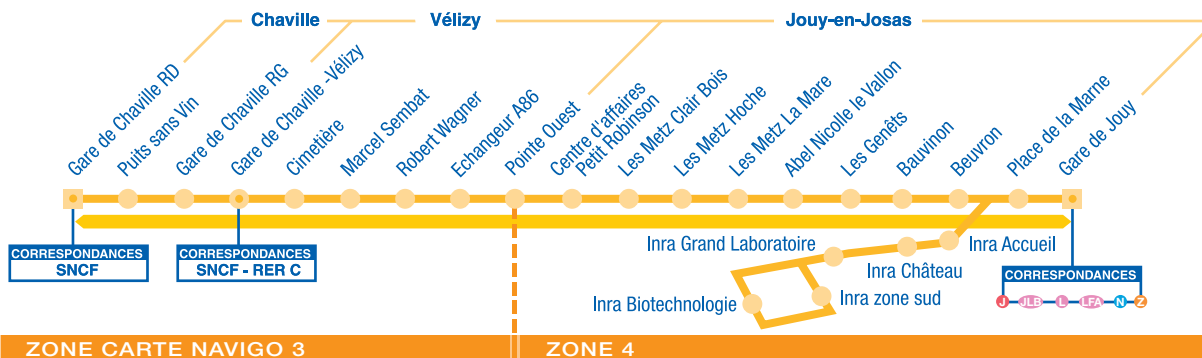 Chaville
Vélizy
Jouy-en-Josas
Gare de Chaville RD
Puits sans Vin
Gare de Chaville RG
Gare de Chaville -Vélizy
Cimetière
Marcel Sembat
Robert Wagner
Echangeur A86
Pointe Ouest
Centre d'affaires
Petit Robinson
Les Metz Clair Bois
Les Metz Hoche
Les Metz La Mare
Abel Nicolle le Vallon
Les Genêts
Bauvinon
Beuvron
Place de la Marne
Gare de Jouy
CORRESPONDANCES
SNCF
CORRESPONDANCES
SNCF - RER C
Inra Grand Laboratoire
Inra Accueil
Inra Château
Inra Biotechnologie
Inra zone sud
CORRESPONDANCES
J JLB L LFA N Z
ZONE CARTE NAVIGO 3
ZONE 4